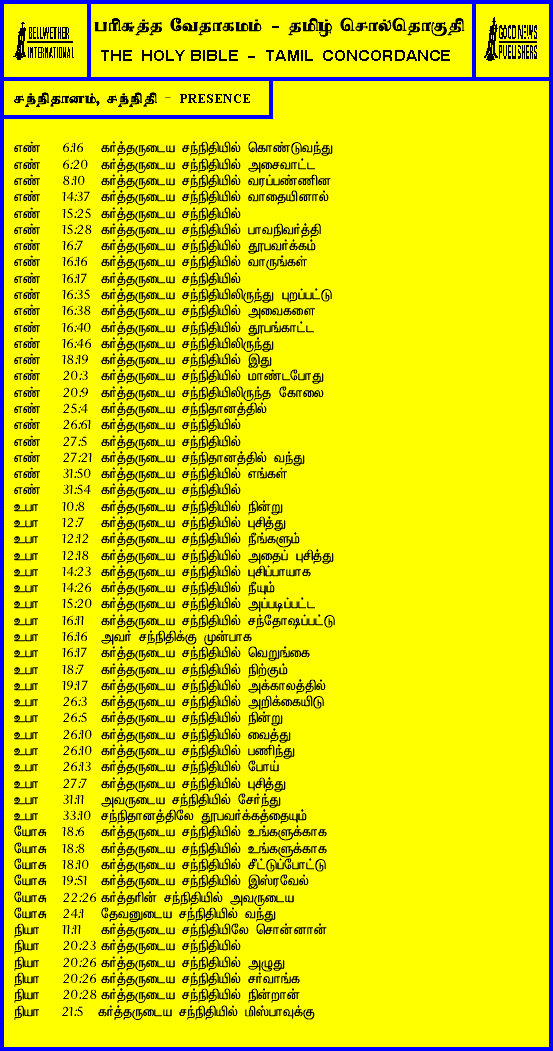 BELLWETHER
INTERNATIONAL
பரிசுத்த வேதாகமம் - தமிழ் சொல்தொகுதி
THE HOLY BIBLE - TAMIL CONCORDANCE
GOOD NEWS
PUBLISHERS
சந்நிதானம், சந்நிதி - PRESENCE
எண் 6:16 கர்த்தருடைய சந்நிதியில் கொண்டுவந்து
எண் 6:20 கர்த்தருடைய சந்நிதியில் அசைவாட்ட
எண் 8:10 கர்த்தருடைய சந்நிதியில் வரப்பண்ணின
எண் 14:37 கர்த்தருடைய சந்நிதியில் வாதையினால்
எண் 15:25 கர்த்தருடைய சந்நிதியில்
எண் 15:28 கர்த்தருடைய சந்நிதியில் பாவநிவர்த்தி
எண் 16:7 கர்த்தருடைய சந்நிதியில் தூபவர்க்கம்
எண் 16:16 கர்த்தருடைய சந்நிதியில் வாருங்கள்
எண் 16:17 கர்த்தருடைய சந்நிதியில்
எண் 16:35 கர்த்தருடைய சந்நிதியிலிருந்து புறப்பட்டு
எண் 16:38 கர்த்தருடைய சந்நிதியில் அவைகளை
எண் 16:40 கர்த்தருடைய சந்நிதியில் தூபங்காட்ட
எண் 16:46 கர்த்தருடைய சந்நிதியிலிருந்து
எண் 18:19 கர்த்தருடைய சந்நிதியில் இது
எண் 20:3 கர்த்தருடைய சந்நிதியில் மாண்டபோது
எண் 20:9 கர்த்தருடைய சந்நிதியிலிருந்த கோலை
எண் 25:4 கர்த்தருடைய சந்நிதானத்தில்
எண் 26:61 கர்த்தருடைய சந்நிதியில்
எண் 27:5 கர்த்தருடைய சந்நிதியில்
எண் 27:21 கர்த்தருடைய சந்நிதானத்தில் வந்து
எண் 31:50 கர்த்தருடைய சந்நிதியில் எங்கள்
எண் 31:54 கர்த்தருடைய சந்நிதியில்
உபா 10:8 கர்த்தருடைய சந்நிதியில் நின்று
உபா 12:7 கர்த்தருடைய சந்நிதியில் புசித்து
உபா 12:12 கர்த்தருடைய சந்நிதியில் நீங்களும்
உபா 12:18 கர்த்தருடைய சந்நிதியில் அதைப் புசித்து
உபா 14:23 கர்த்தருடைய சந்நிதியில் புசிப்பாயாக
உபா 14:26 கர்த்தருடைய சந்நிதியில் நீயும்
உபா 15:20 கர்த்தருடைய சந்நிதியில் அப்படிப்பட்ட
உபா 16:11 கர்த்தருடைய சந்நிதியில் சந்தோஷப்பட்டு
உபா 16:16 அவர் சந்நிதிக்கு முன்பாக
உபா 16:17 கர்த்தருடைய சந்நிதியில் வெறுங்கை
உபா 18:7 கர்த்தருடைய சந்நிதியில் நிற்கும்
உபா 19:17 கர்த்தருடைய சந்நிதியில் அக்காலத்தில்
உபா 26:3 கர்த்தருடைய சந்நிதியில் அறிக்கையிடு
உபா 26:5 கர்த்தருடைய சந்நிதியில் நின்று
உபா 26:10 கர்த்தருடைய சந்நிதியில் வைத்து
உபா 26:10 கர்த்தருடைய சந்நிதியில் பணிந்து
உபா 26:13 கர்த்தருடைய சந்நிதியில் போய்
உபா 27:7 கர்த்தருடைய சந்நிதியில் புசித்து
உபா 31:11 அவருடைய சந்நிதியில் சேர்ந்து
உபா 33:10 சந்நிதானத்திலே தூபவர்க்கத்தையும்
யோசு 18:6 கர்த்தருடைய சந்நிதியில் உங்களுக்காக
யோசு 18:8 கர்த்தருடைய சந்நிதியில் உங்களுக்காக
யோசு 18:10 கர்த்தருடைய சந்நிதியில் சீட்டுப்போட்டு
யோசு 19:51 கர்த்தருடைய சந்நிதியில் இஸ்ரவேல்
யோசு 22:26 கர்த்தரின் சந்நிதியில் அவருடைய
யோசு 24:1 தேவனுடைய சந்நிதியில் வந்து
நியா 11:11 கர்த்தருடைய சந்நிதியிலே சொன்னான்
நியா 20:23 கர்த்தருடைய சந்நிதியில்
நியா 20:26 கர்த்தருடைய சந்நிதியில் அழுது
நியா 20:26 கர்த்தருடைய சந்நிதியில் சர்வாங்க
நியா 20:28 கர்த்தருடைய சந்நிதியில் நின்றான்
நியா 21:5 கர்த்தருடைய சந்நிதியில் மிஸ்பாவுக்கு